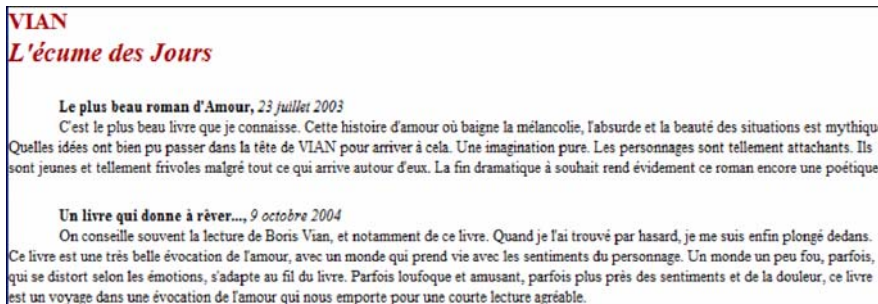 VIAN
L'écume des Jours
Le plus beau roman d'Amour, 23 juillet 2003
C'est le plus beau livre que je connaisse. Cette histoire d'amour où baigne la mélancolie, l'absurde et la beauté des situations est mythiqu
Quelles idées ont bien pu passer dans la tête de VIAN pour arriver à cela. Une imagination pure. Les personnages sont tellement attachants. Ils
sont jeunes et tellement frivoles malgré tout ce qui arrive autour d'eux. La fin dramatique à souhait rend évidement ce roman encore une poétique
Un livre qui donne à rêver..., 9 octobre 2004
On conseille souvent la lecture de Boris Vian, et notamment de ce livre. Quand je l'ai trouvé par hasard, je me suis enfin plongé dedans.
Ce livre est une très belle évocation de l'amour, avec un monde qui prend vie avec les sentiments du personnage. Un monde un peu fou, parfois,
qui se distort selon les émotions, s'adapte au fil du livre. Parfois loufoque et amusant, parfois plus près des sentiments et de la douleur, ce livre
est un voyage dans une évocation de l'amour qui nous emporte pour une courte lecture agréable.